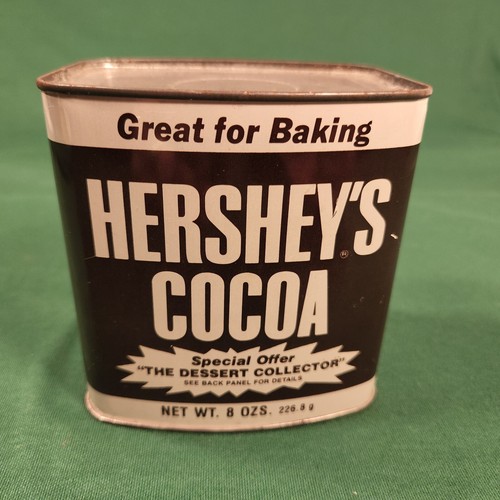 Great for Baking
HERSHEY'S®
COCOA
Special Offer
"THE DESSERT COLLECTOR"
SEE BACK PANEL FOR DETAILS
NET WT. 8 OZS. 226.8 g